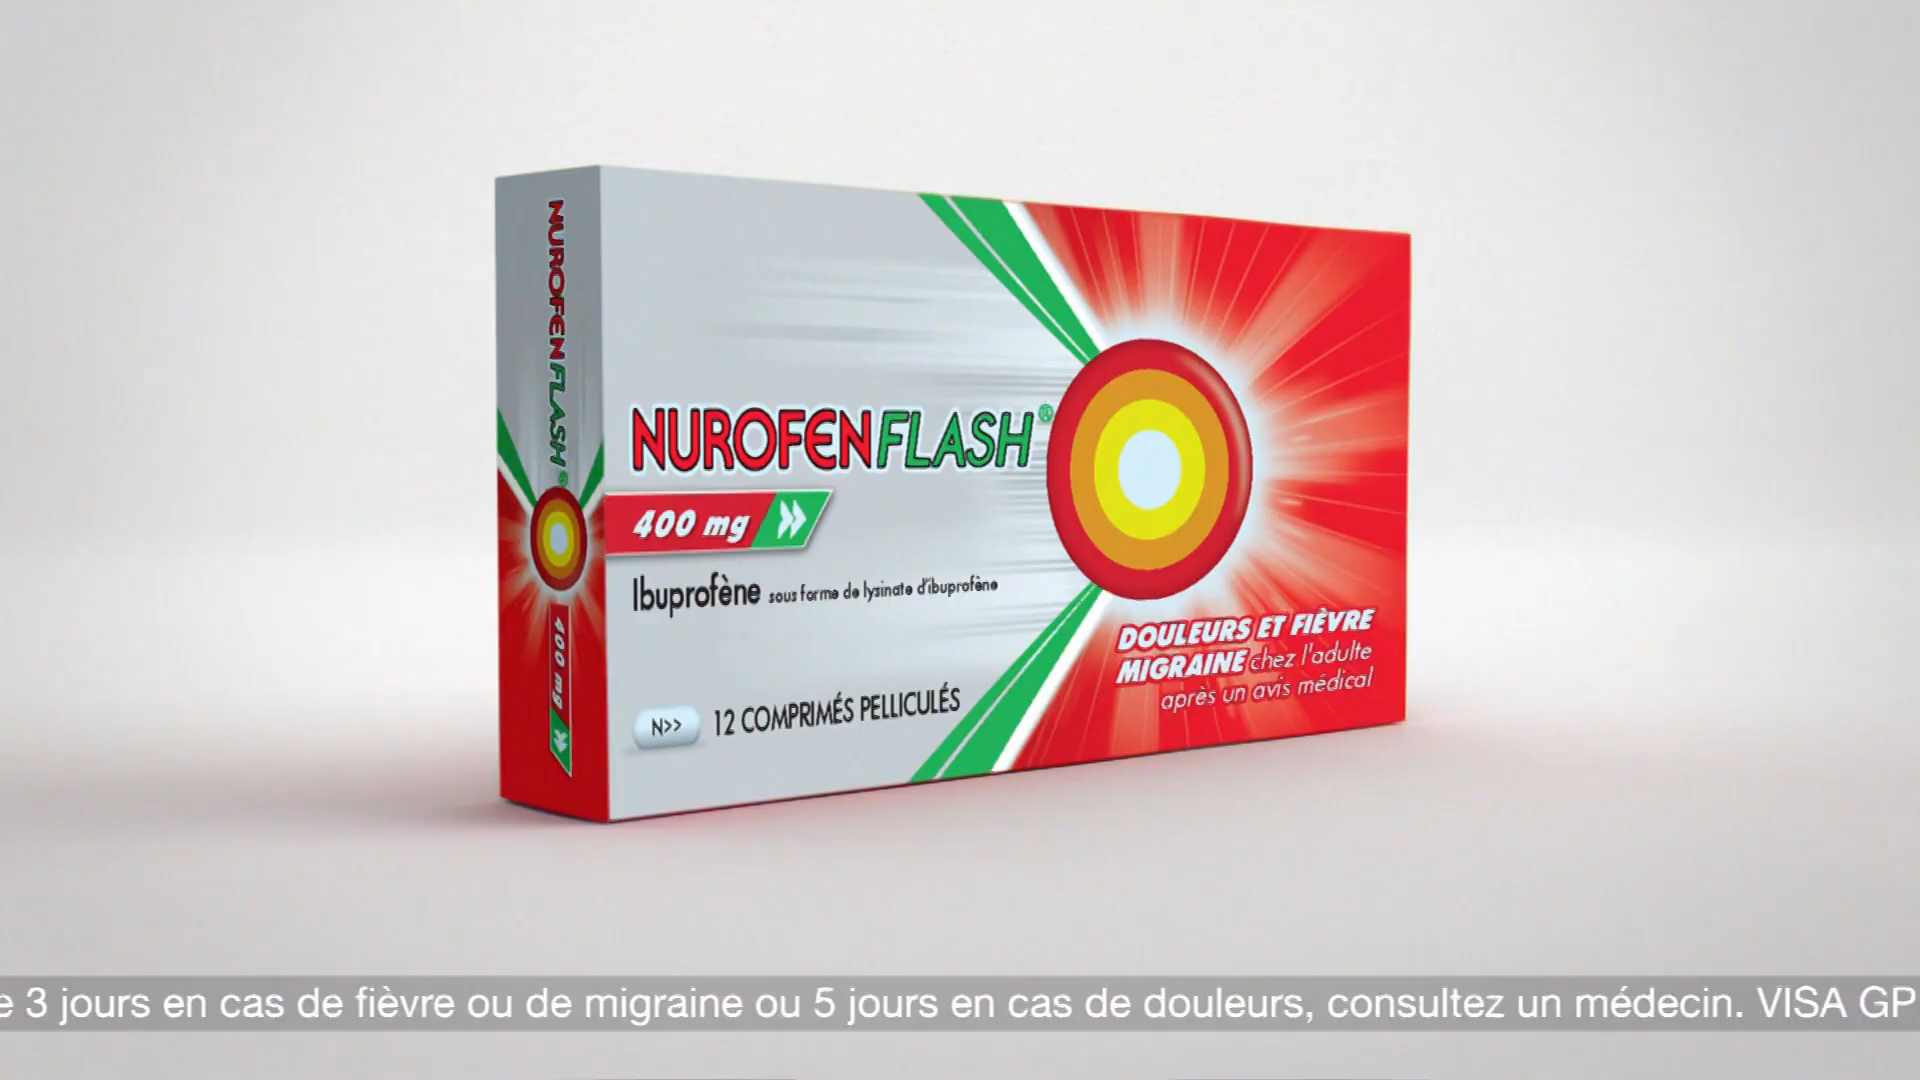 NUROFENFLASH®
400 mg
NUROFENFLASH®
400 mg
Ibuprofène sous forme de lysinate d'ibuprofène
N>> 12 COMPRIMÉS PELLICULÉS
DOULEURS ET FIÈVRE
MIGRAINE chez l'adulte
après un avis médical
e 3 jours en cas de fièvre ou de migraine ou 5 jours en cas de douleurs, consultez un médecin. VISA GP